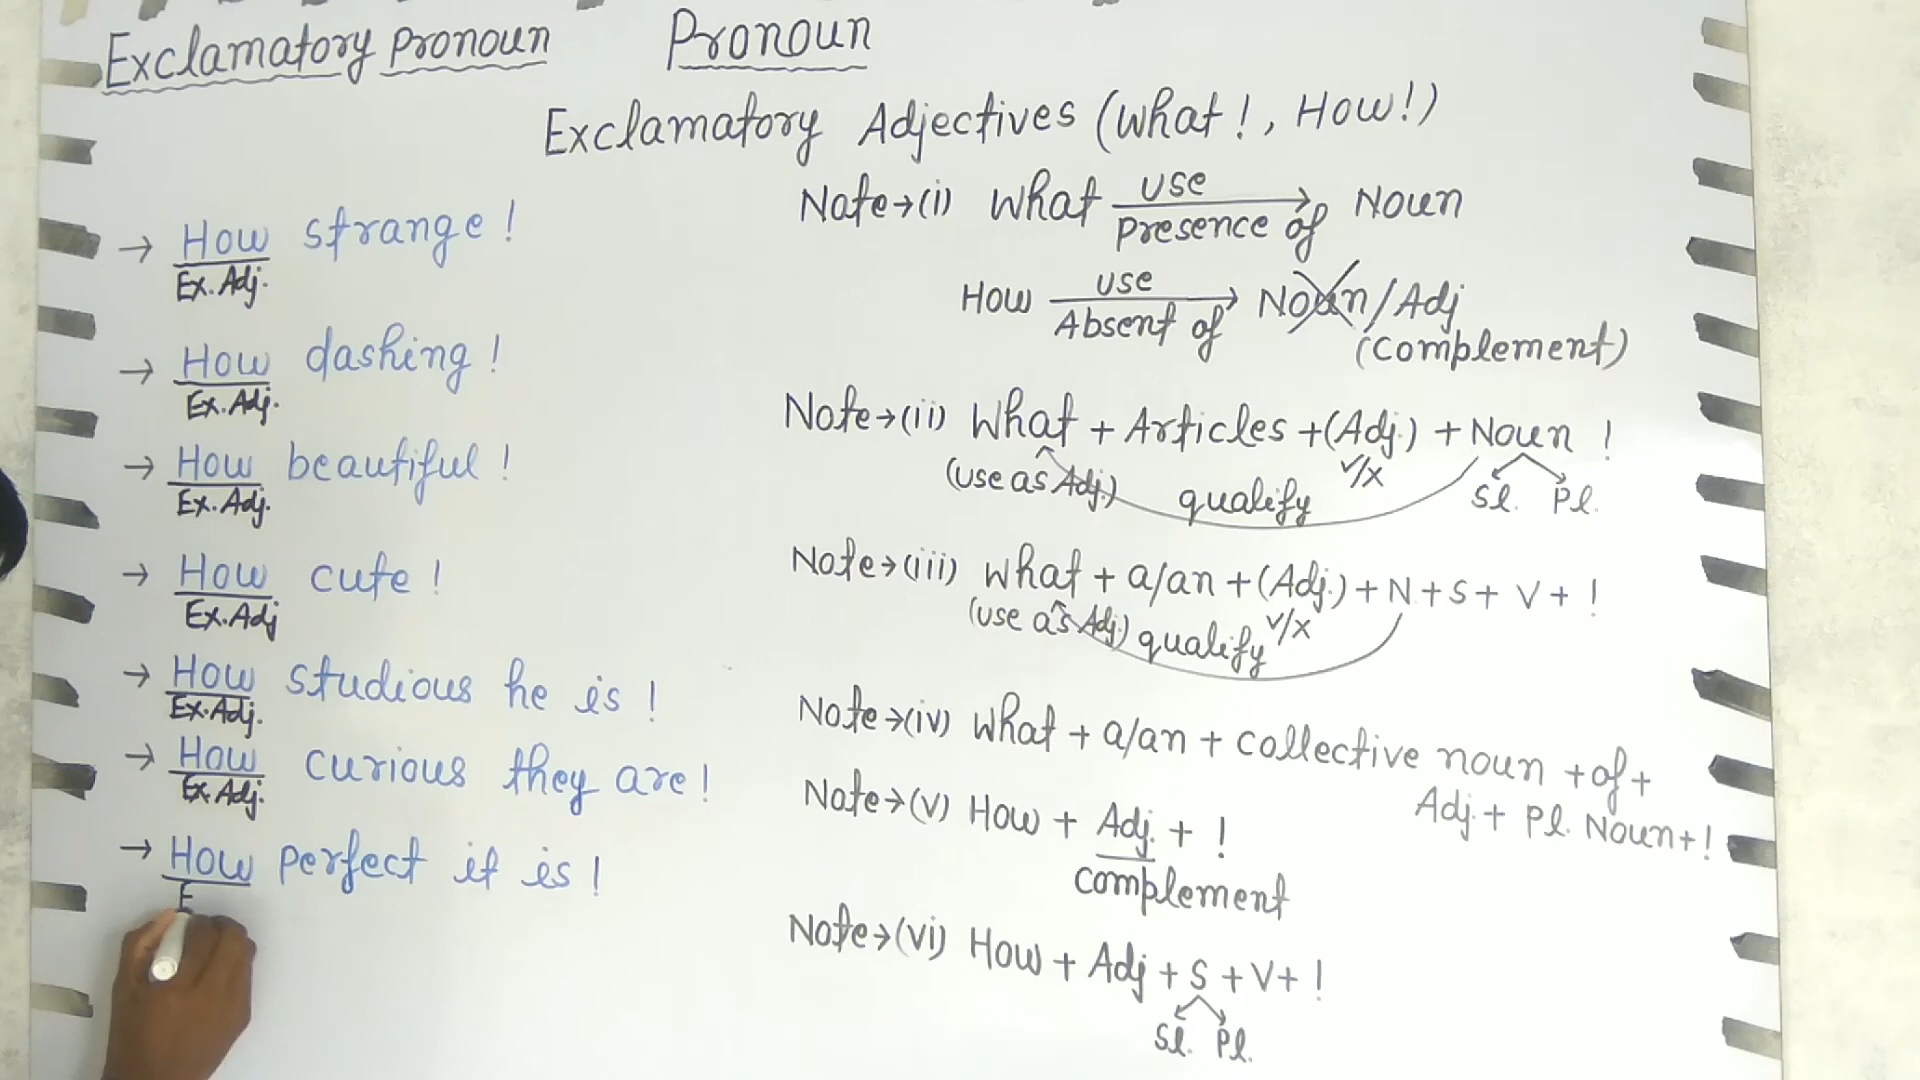 Exclamatory Pronoun
Pronoun
Exclamatory Adjectives (What!, How!)
→ How strange!
Ex. Adj.
→ How dashing!
Ex. Adj.
→ How beautiful!
Ex. Adj.
→ How cute!
Ex. Adj
→ How studious he is!
Ex. Adj.
→ How curious they are!
Ex. Adj.
→ How perfect it is!
E
Note→(i) What use presence of → Noun
How use Absent of → Noun/Adj
(Complement)
Note→(ii) What + Articles + (Adj.) + Noun !
(use as Adj.) qualify ✓/x Sl. Pl.
Note→(iii) What + a/an + (Adj.) + N + S + V + !
(use as Adj.) qualify ✓/x
Note→(iv) What + a/an + collective noun + of +
Adj. + Pl. Noun + !
Note→(v) How + Adj. + !
complement
Note→(vi) How + Adj + S + V + !
Sl. Pl.